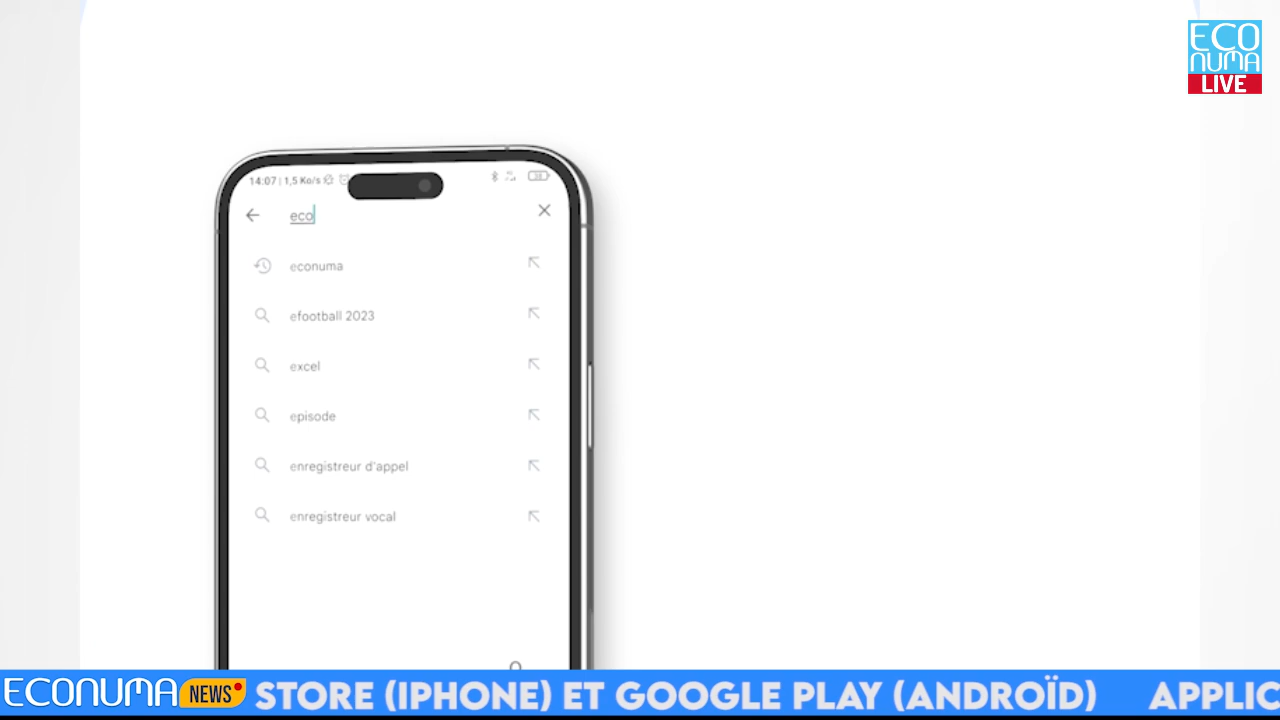 ECO
NUMA
LIVE
14:07 | 1,5 Ko/s
38
eco
econuma
efootball 2023
excel
episode
enregistreur d'appel
enregistreur vocal
ECONUMA NEWS STORE (IPHONE) ET GOOGLE PLAY (ANDROÏD) APPLIC